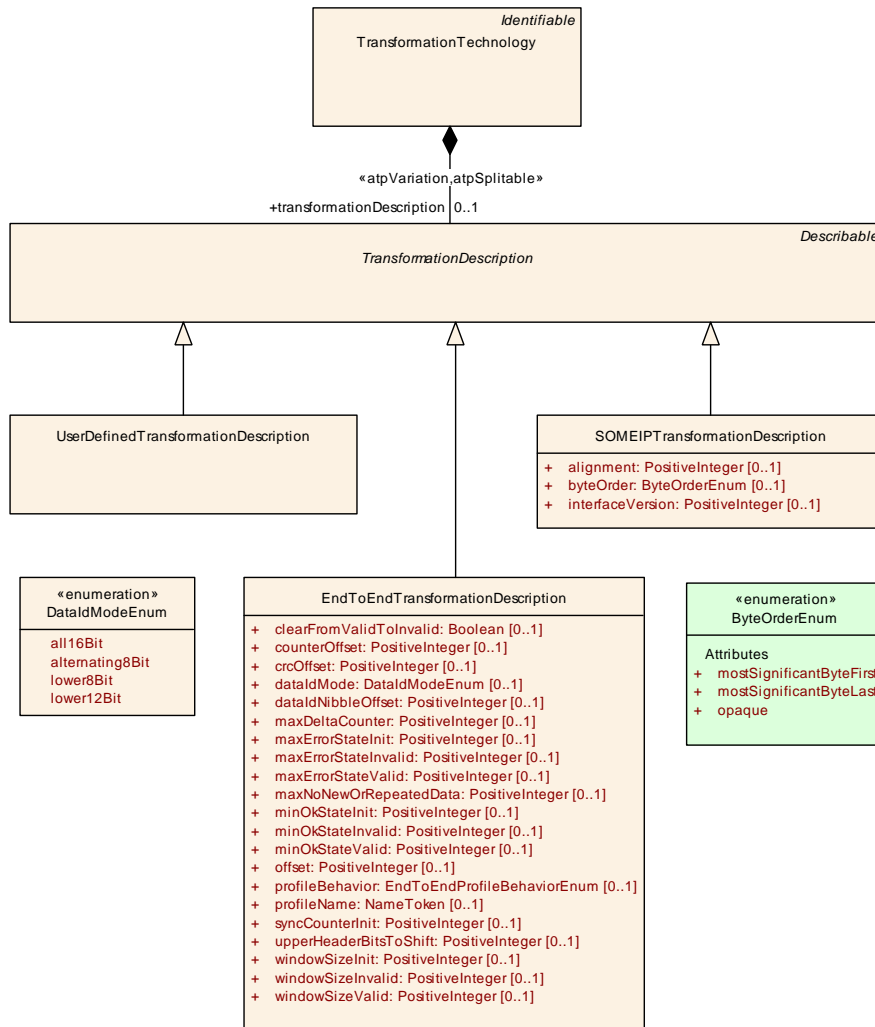 Identifiable
TransformationTechnology
«atpVariation,atpSplitable»
+transformationDescription 0..1
Describable
TransformationDescription
UserDefinedTransformationDescription
SOMEIPTransformationDescription
+ alignment: PositiveInteger [0..1]
+ byteOrder: ByteOrderEnum [0..1]
+ interfaceVersion: PositiveInteger [0..1]
«enumeration»
DataIdModeEnum
all16Bit
alternating8Bit
lower8Bit
lower12Bit
EndToEndTransformationDescription
+ clearFromValidToInvalid: Boolean [0..1]
+ counterOffset: PositiveInteger [0..1]
+ crcOffset: PositiveInteger [0..1]
+ dataIdMode: DataIdModeEnum [0..1]
+ dataIdNibbleOffset: PositiveInteger [0..1]
+ maxDeltaCounter: PositiveInteger [0..1]
+ maxErrorStateInit: PositiveInteger [0..1]
+ maxErrorStateInvalid: PositiveInteger [0..1]
+ maxErrorStateValid: PositiveInteger [0..1]
+ maxNoNewOrRepeatedData: PositiveInteger [0..1]
+ minOkStateInit: PositiveInteger [0..1]
+ minOkStateInvalid: PositiveInteger [0..1]
+ minOkStateValid: PositiveInteger [0..1]
+ offset: PositiveInteger [0..1]
+ profileBehavior: EndToEndProfileBehaviorEnum [0..1]
+ profileName: NameToken [0..1]
+ syncCounterInit: PositiveInteger [0..1]
+ upperHeaderBitsToShift: PositiveInteger [0..1]
+ windowSizeInit: PositiveInteger [0..1]
+ windowSizeInvalid: PositiveInteger [0..1]
+ windowSizeValid: PositiveInteger [0..1]
«enumeration»
ByteOrderEnum
Attributes
+ mostSignificantByteFirst
+ mostSignificantByteLast
+ opaque